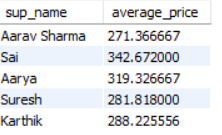 sup_name average_price
Aarav Sharma 271.366667
Sai 342.672000
Aarya 319.326667
Suresh 281.818000
Karthik 288.225556